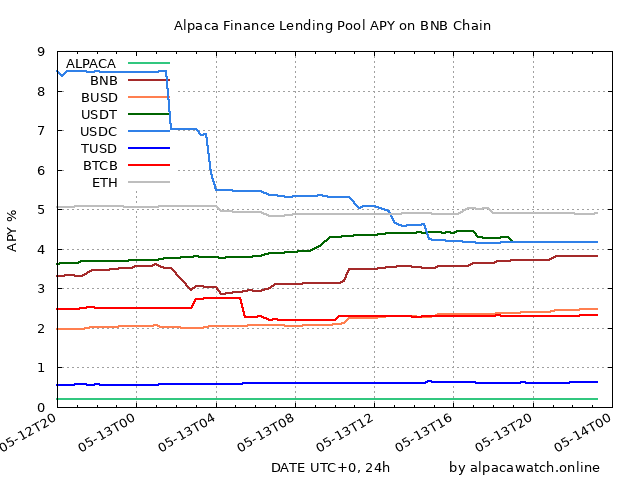 Alpaca Finance Lending Pool APY on BNB Chain
9
8
7
6
5
4
3
2
1
0
APY %
ALPACA
BNB
BUSD
USDT
USDC
TUSD
BTCB
ETH
05-12T20
05-13T00
05-13T04
05-13T08
05-13T12
05-13T16
05-13T20
05-14T00
DATE UTC+0, 24h
by alpacawatch.online